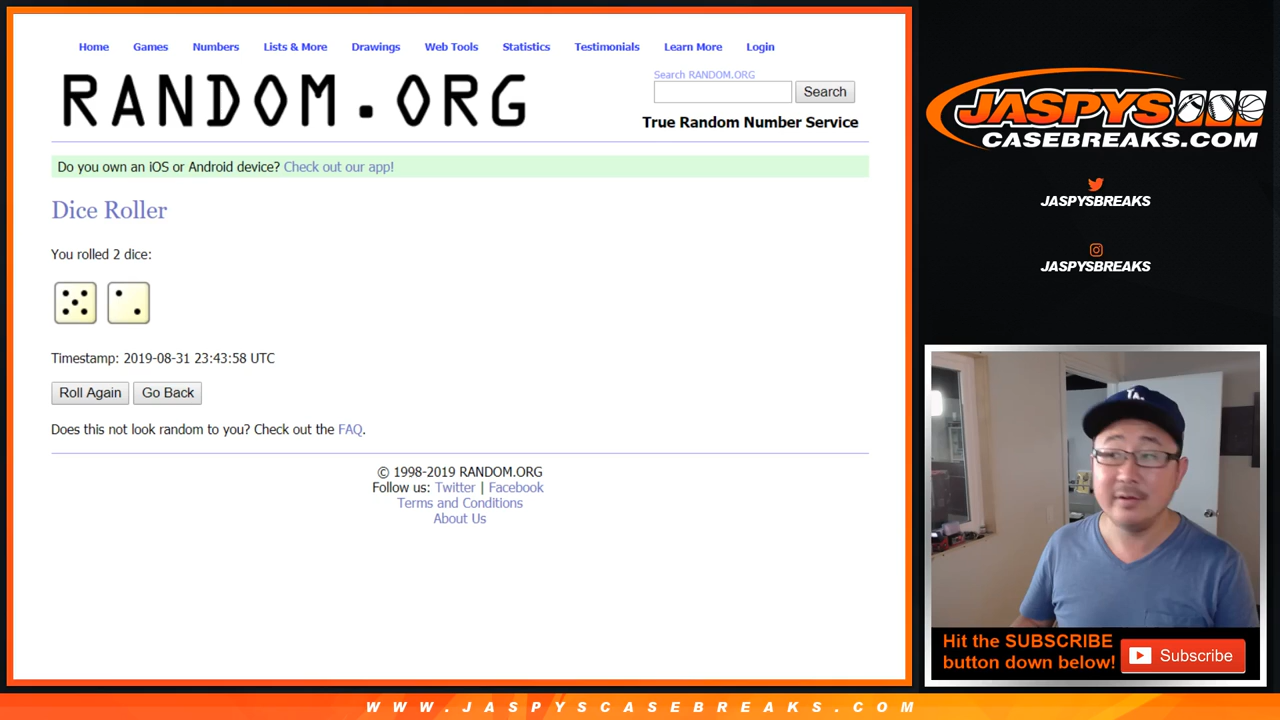 Home Games Numbers Lists & More Drawings Web Tools Statistics Testimonials Learn More Login
RANDOM.ORG
Search RANDOM.ORG
Search
True Random Number Service
Do you own an iOS or Android device? Check out our app!
Dice Roller
You rolled 2 dice:
Timestamp: 2019-08-31 23:43:58 UTC
Roll Again Go Back
Does this not look random to you? Check out the FAQ.
© 1998-2019 RANDOM.ORG
Follow us: Twitter | Facebook
Terms and Conditions
About Us
JASPYS
CASEBREAKS.COM
JASPYSBREAKS
JASPYSBREAKS
Hit the SUBSCRIBE
button down below!
Subscribe
WWW.JASPYSCASEBREAKS.COM